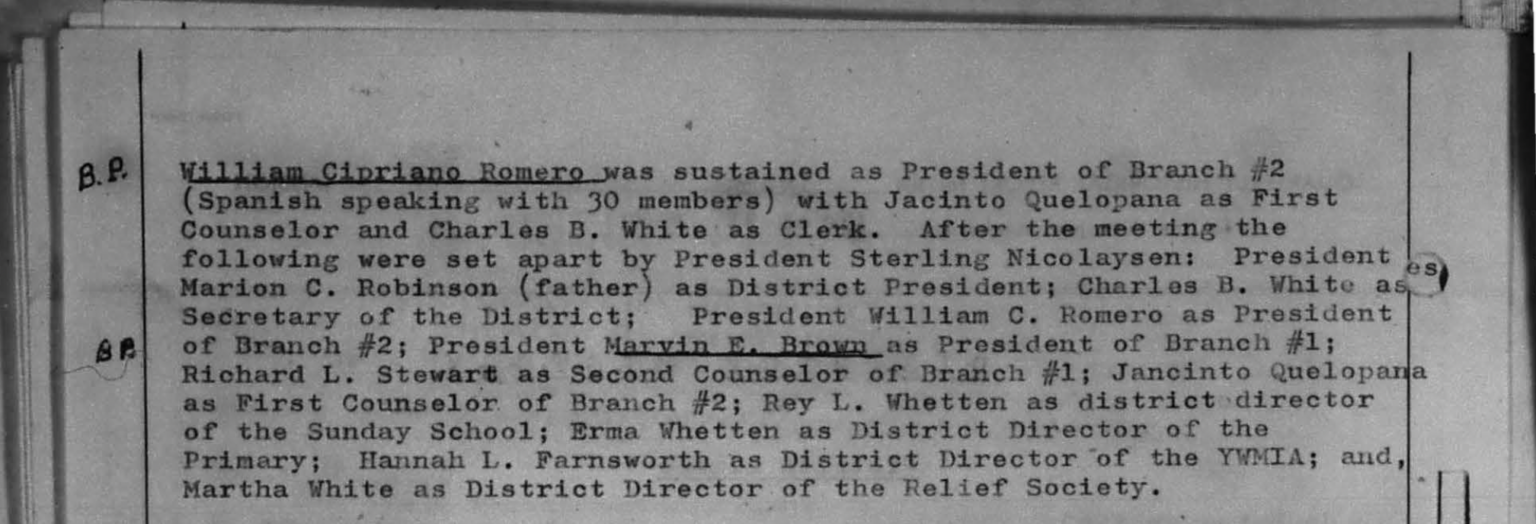 B.P. William Cipriano Romero was sustained as President of Branch #2
(Spanish speaking with 30 members) with Jacinto Quelopana as First
Counselor and Charles B. White as Clerk. After the meeting the
following were set apart by President Sterling Nicolaysen: President
es
Marion C. Robinson (father) as District President; Charles B. White as
Secretary of the District; President William C. Romero as President
B P. of Branch #2; President Marvin E. Brown as President of Branch #1;
Richard L. Stewart as Second Counselor of Branch #1; Jancinto Quelopana
as First Counselor of Branch #2; Rey L. Whetten as district director
of the Sunday School; Erma Whetten as District Director of the
Primary; Hannah L. Farnsworth as District Director of the YWMIA; and,
Martha White as District Director of the Relief Society.